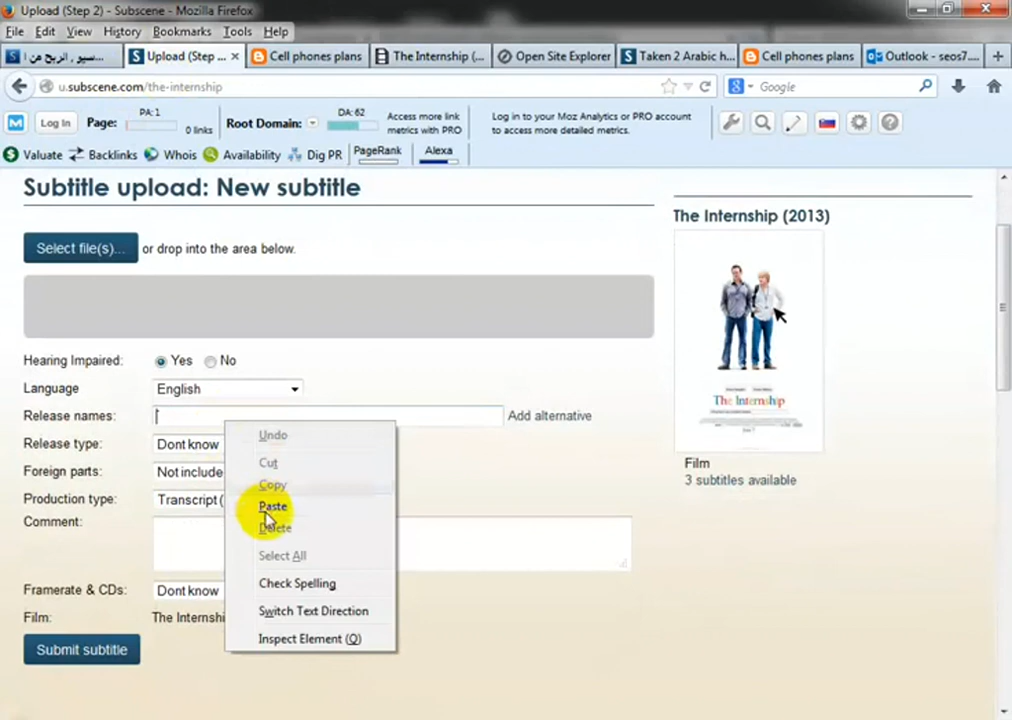 Upload (Step 2) - Subscene - Mozilla Firefox
File Edit View History Bookmarks Tools Help
سيو , الربح من ا Upload (Step ... Cell phones plans The Internship (... Open Site Explorer Taken 2 Arabic h... Cell phones plans Outlook - seos7....
u.subscene.com/the-internship Google
Log In Page: PA: 1 0 links Root Domain: DA: 62 Access more link metrics with PRO Log in to your Moz Analytics or PRO account to access more detailed metrics.
Valuate Backlinks Whois Availability Dig PR PageRank Alexa
Subtitle upload: New subtitle
The Internship (2013)
Select file(s)... or drop into the area below.
Hearing Impaired: Yes No
Language English
Release names: Add alternative
Release type: Dont know
Foreign parts: Not include
Production type: Transcript (
Comment:
Framerate & CDs: Dont know
Film: The Internshi
Submit subtitle
Undo
Cut
Copy
Paste
Delete
Select All
Check Spelling
Switch Text Direction
Inspect Element (Q)
The Internship
Film
3 subtitles available